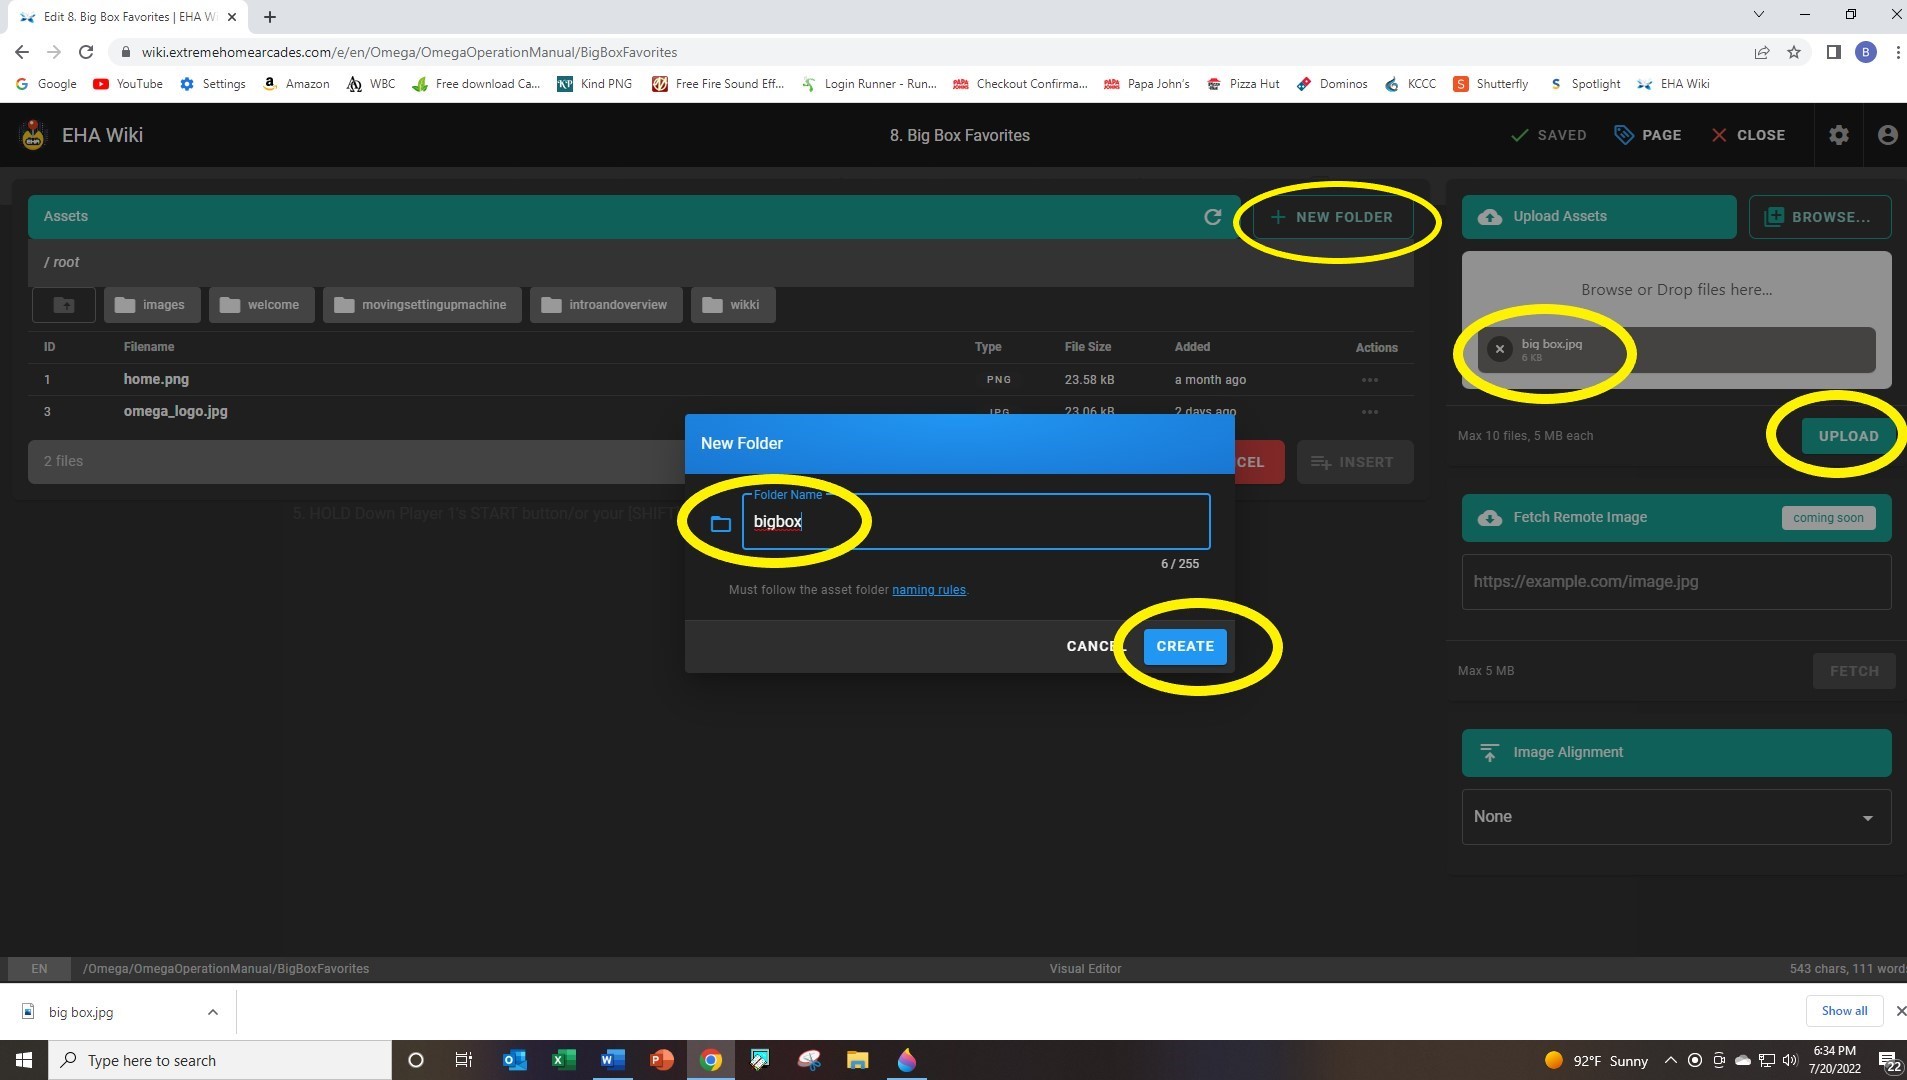 Edit 8. Big Box Favorites | EHA Wi
wiki.extremehomearcades.com/e/en/Omega/OmegaOperationManual/BigBoxFavorites
B
Google YouTube Settings Amazon WBC Free download Ca... Kind PNG Free Fire Sound Eff... Login Runner - Run... Checkout Confirma... Papa John's Pizza Hut Dominos KCCC Shutterfly Spotlight EHA Wiki
EHA Wiki
8. Big Box Favorites
SAVED PAGE CLOSE
Assets
NEW FOLDER
Upload Assets
BROWSE...
/ root
Browse or Drop files here...
images welcome movingsettingupmachine introandoverview wikki
big box.jpg
6 KB
ID Filename Type File Size Added Actions
1 home.png PNG 23.58 kB a month ago
3 omega_logo.jpg JPG 23.06 kB 2 days ago
Max 10 files, 5 MB each
UPLOAD
2 files
CEL
INSERT
New Folder
Folder Name
bigbox
6 / 255
Must follow the asset folder naming rules.
CANCEL
CREATE
5. HOLD Down Player 1's START button/or your [SHIFT
Fetch Remote Image
coming soon
https://example.com/image.jpg
Max 5 MB
FETCH
Image Alignment
None
EN /Omega/OmegaOperationManual/BigBoxFavorites
Visual Editor
543 chars, 111 words
big box.jpg
Show all
Type here to search
92°F Sunny
6:34 PM
7/20/2022
22